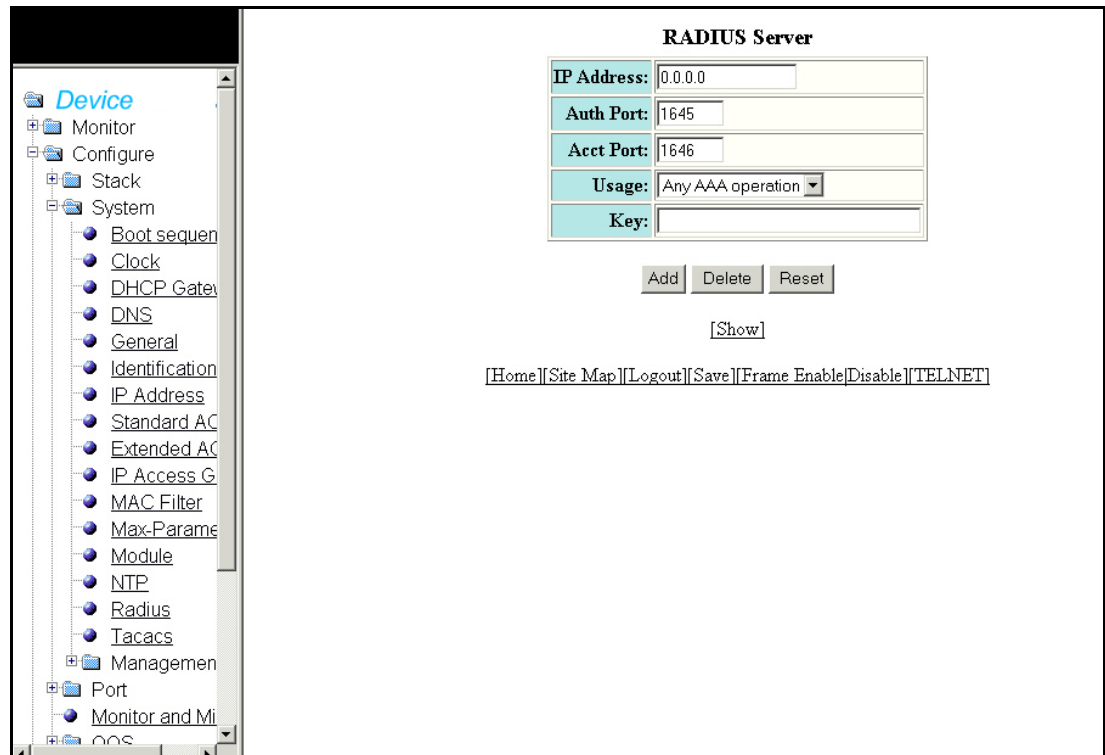 Device
Monitor
Configure
Stack
System
Boot sequen
Clock
DHCP Gatew
DNS
General
Identification
IP Address
Standard AC
Extended AC
IP Access G
MAC Filter
Max-Parame
Module
NTP
Radius
Tacacs
Managemen
Port
Monitor and Mi
QOS
RADIUS Server
IP Address: 0.0.0.0
Auth Port: 1645
Acct Port: 1646
Usage: Any AAA operation
Key:
Add Delete Reset
[Show]
[Home][Site Map][Logout][Save][Frame Enable|Disable][TELNET]